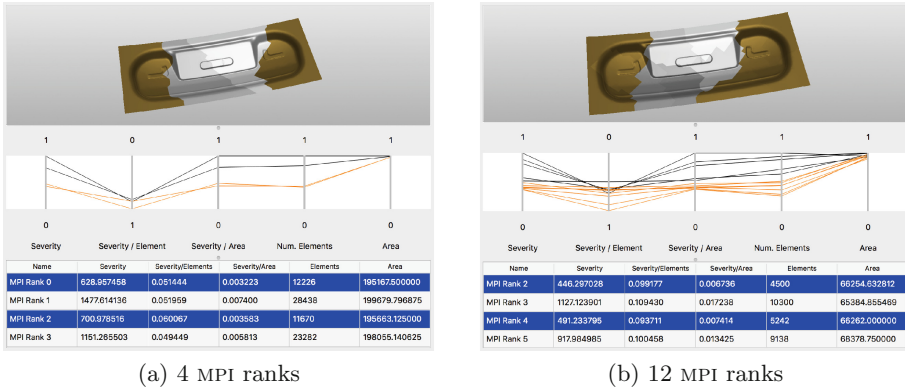 1 0 1 1 1
0 1 0 0 0
Severity Severity / Element Severity / Area Num. Elements Area
Name Severity Severity/Elements Severity/Area Elements Area
MPI Rank 0 628.957458 0.051444 0.003223 12226 195167.500000
MPI Rank 1 1477.614136 0.051959 0.007400 28438 199679.796875
MPI Rank 2 700.978516 0.060067 0.003583 11670 195663.125000
MPI Rank 3 1151.265503 0.049449 0.005813 23282 198055.140625
(a) 4 MPI ranks
1 0 1 1 1
0 1 0 0 0
Severity Severity / Element Severity / Area Num. Elements Area
Name Severity Severity/Elements Severity/Area Elements Area
MPI Rank 2 446.297028 0.099177 0.006736 4500 66254.632812
MPI Rank 3 1127.123901 0.109430 0.017238 10300 65384.855469
MPI Rank 4 491.233795 0.093711 0.007414 5242 66262.000000
MPI Rank 5 917.984985 0.100458 0.013425 9138 68378.750000
(b) 12 MPI ranks